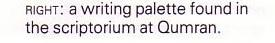 RIGHT: a writing palette found in
the scriptorium at Qumran.